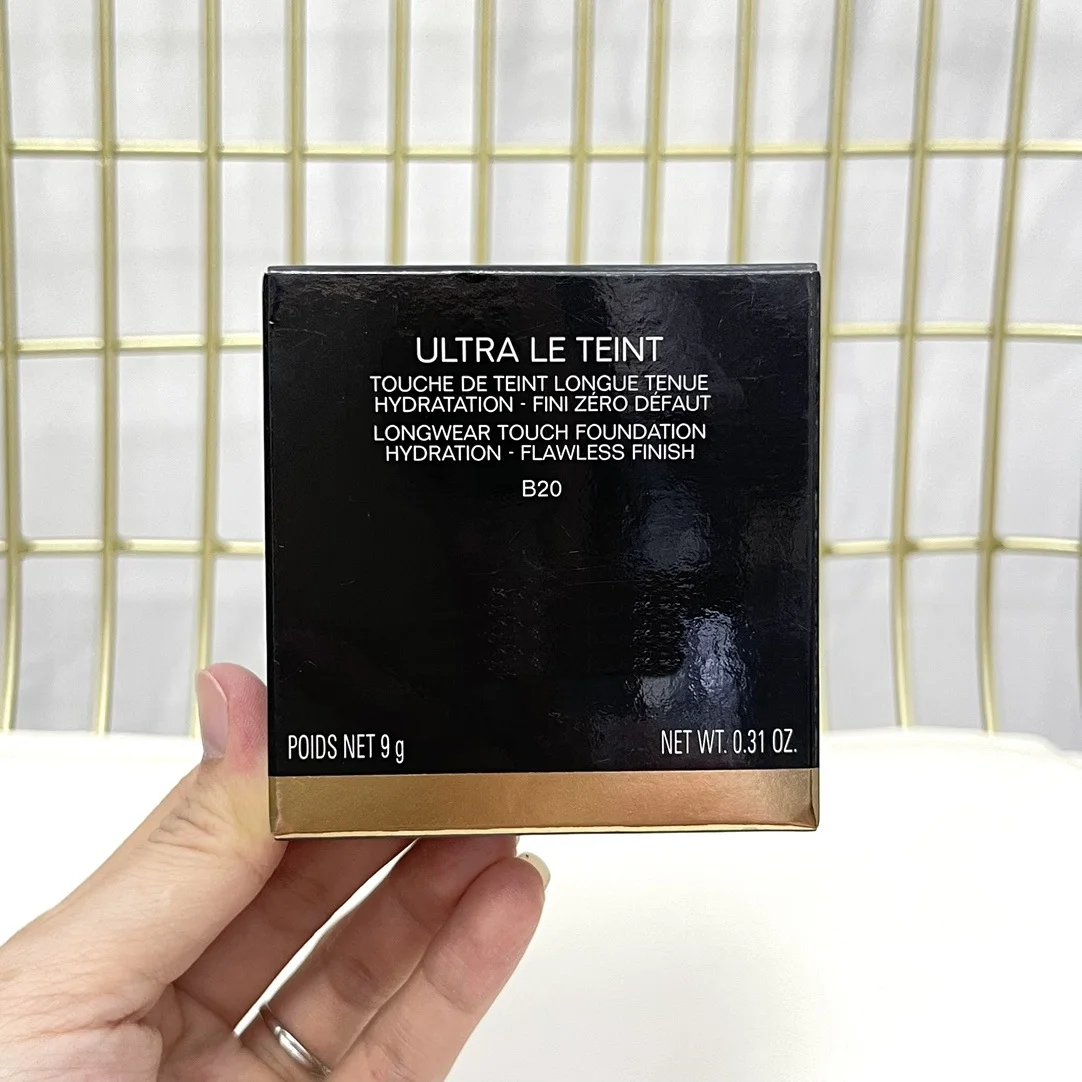 ULTRA LE TEINT
TOUCHE DE TEINT LONGUE TENUE
HYDRATATION - FINI ZÉRO DÉFAUT
LONGWEAR TOUCH FOUNDATION
HYDRATION - FLAWLESS FINISH
B20
POIDS NET 9 g
NET WT. 0.31 OZ.